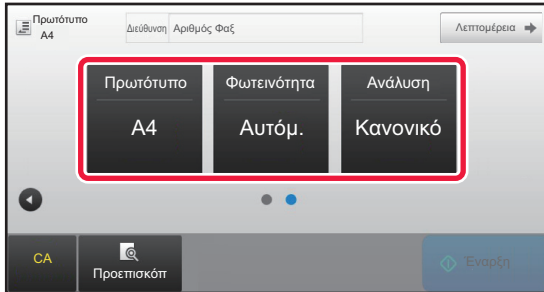 Πρωτότυπο
A4
Διεύθυνση Αριθμός Φαξ
Λεπτομέρεια
Πρωτότυπο
A4
Φωτεινότητα
Αυτόμ.
Ανάλυση
Κανονικό
CA
Προεπισκόπ
Έναρξη